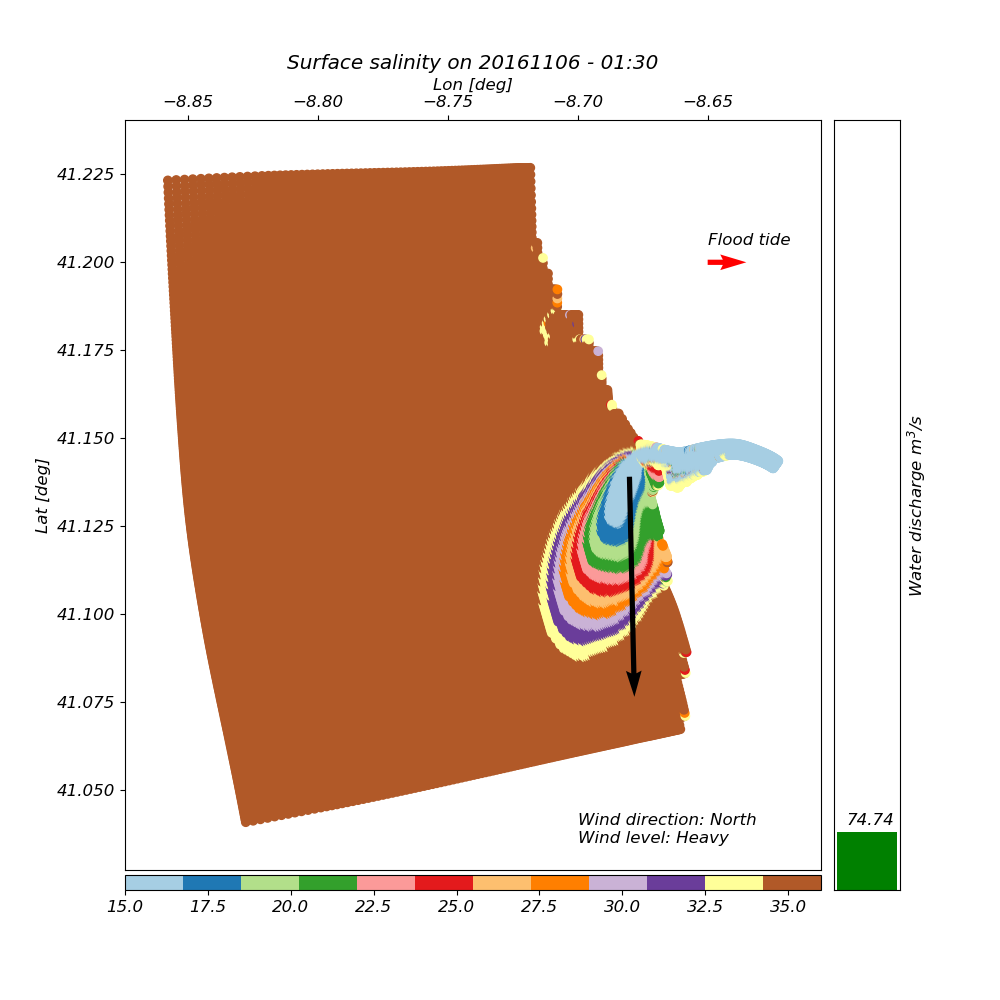 Surface salinity on 20161106 - 01:30
Lon [deg]
−8.85 −8.80 −8.75 −8.70 −8.65
41.225
41.200
41.175
41.150
41.125
41.100
41.075
41.050
Lat [deg]
Flood tide
Wind direction: North
Wind level: Heavy
74.74
Water discharge m³/s
15.0 17.5 20.0 22.5 25.0 27.5 30.0 32.5 35.0